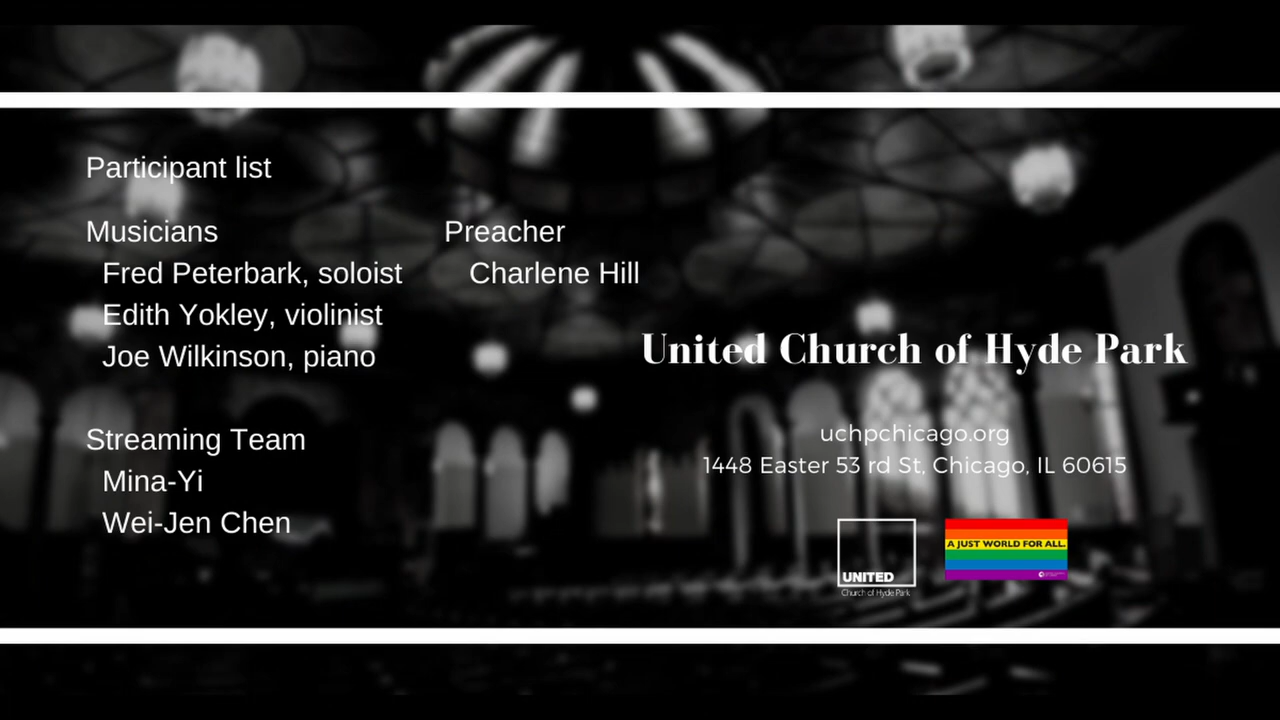 Participant list
Musicians
Fred Peterbark, soloist
Edith Yokley, violinist
Joe Wilkinson, piano
Streaming Team
Mina-Yi
Wei-Jen Chen
Preacher
Charlene Hill
United Church of Hyde Park
uchpchicago.org
1448 Easter 53 rd St, Chicago, IL 60615
UNITED
Church of Hyde Park
A JUST WORLD FOR ALL.